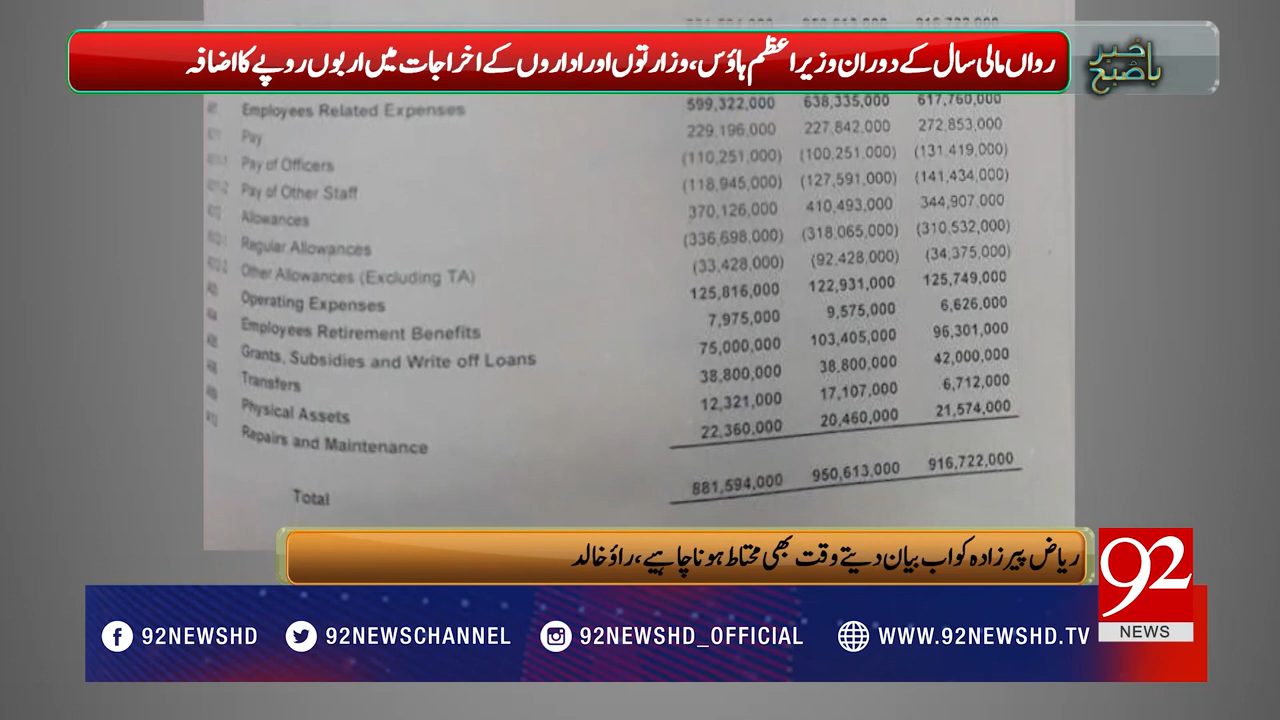 رواں مالی سال کے دوران وزیراعظم ہاؤس، وزارتوں اور اداروں کے اخراجات میں اربوں روپے کا اضافہ
باخبر صبح
Employees Related Expenses 599,322,000 638,335,000 617,760,000
Pay 229,196,000 227,842,000 272,853,000
Pay of Officers (110,251,000) (100,251,000) (131,419,000)
Pay of Other Staff (118,945,000) (127,591,000) (141,434,000)
Allowances 370,126,000 410,493,000 344,907,000
Regular Allowances (336,698,000) (318,065,000) (310,532,000)
Other Allowances (Excluding TA) (33,428,000) (92,428,000) (34,375,000)
Operating Expenses 125,816,000 122,931,000 125,749,000
Employees Retirement Benefits 7,975,000 9,575,000 6,626,000
Grants, Subsidies and Write off Loans 75,000,000 103,405,000 96,301,000
Transfers 38,800,000 38,800,000 42,000,000
Physical Assets 12,321,000 17,107,000 6,712,000
Repairs and Maintenance 22,360,000 20,460,000 21,574,000
Total 881,594,000 950,613,000 916,722,000
ریاض پیرزادہ کو اب بیان دیتے وقت بھی محتاط ہونا چاہیے، راؤ خالد
92
NEWS
92NEWSHD 92NEWSCHANNEL 92NEWSHD_OFFICIAL WWW.92NEWSHD.TV